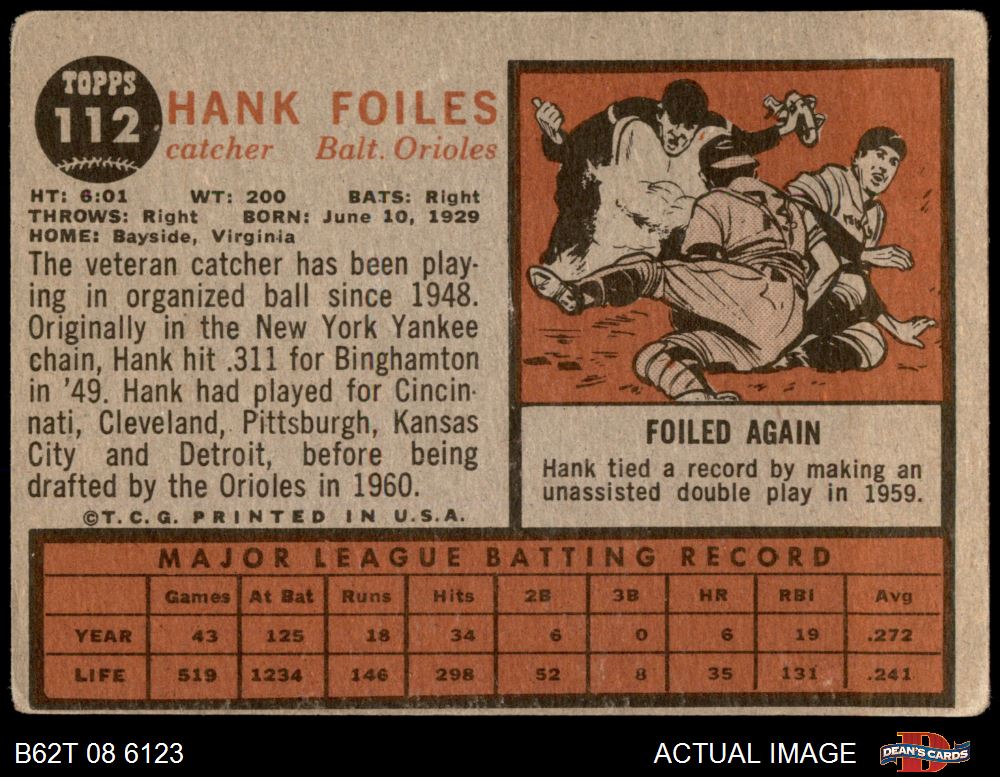 TOPPS
112
HANK FOILES
catcher Balt. Orioles
HT: 6:01 WT: 200 BATS: Right
THROWS: Right BORN: June 10, 1929
HOME: Bayside, Virginia
The veteran catcher has been play-
ing in organized ball since 1948.
Originally in the New York Yankee
chain, Hank hit .311 for Binghamton
in '49. Hank had played for Cincin-
nati, Cleveland, Pittsburgh, Kansas
City and Detroit, before being
drafted by the Orioles in 1960.
©T.C.G. PRINTED IN U.S.A.
FOILED AGAIN
Hank tied a record by making an
unassisted double play in 1959.
MAJOR LEAGUE BATTING RECORD
Games At Bat Runs Hits 2B 3B HR RBI Avg
YEAR 43 125 18 34 6 0 6 19 .272
LIFE 519 1234 146 298 52 8 35 131 .241
B62T 08 6123
ACTUAL IMAGE
DEAN'S CARDS